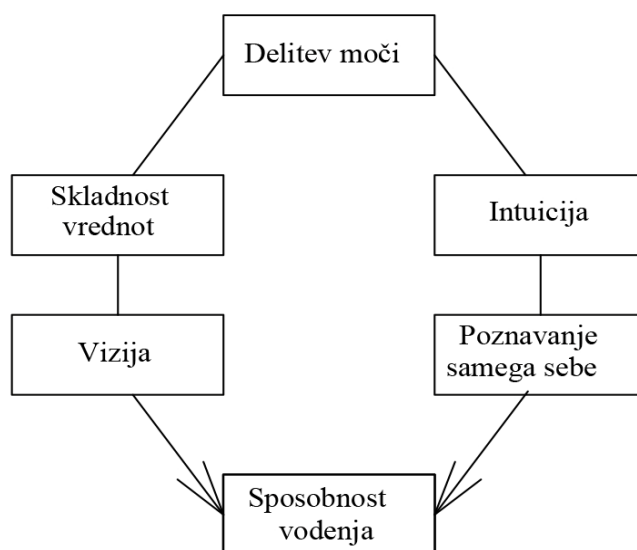 Delitev moči
Skladnost
vrednot
Intuicija
Vizija
Poznavanje
samega sebe
Sposobnost
vodenja